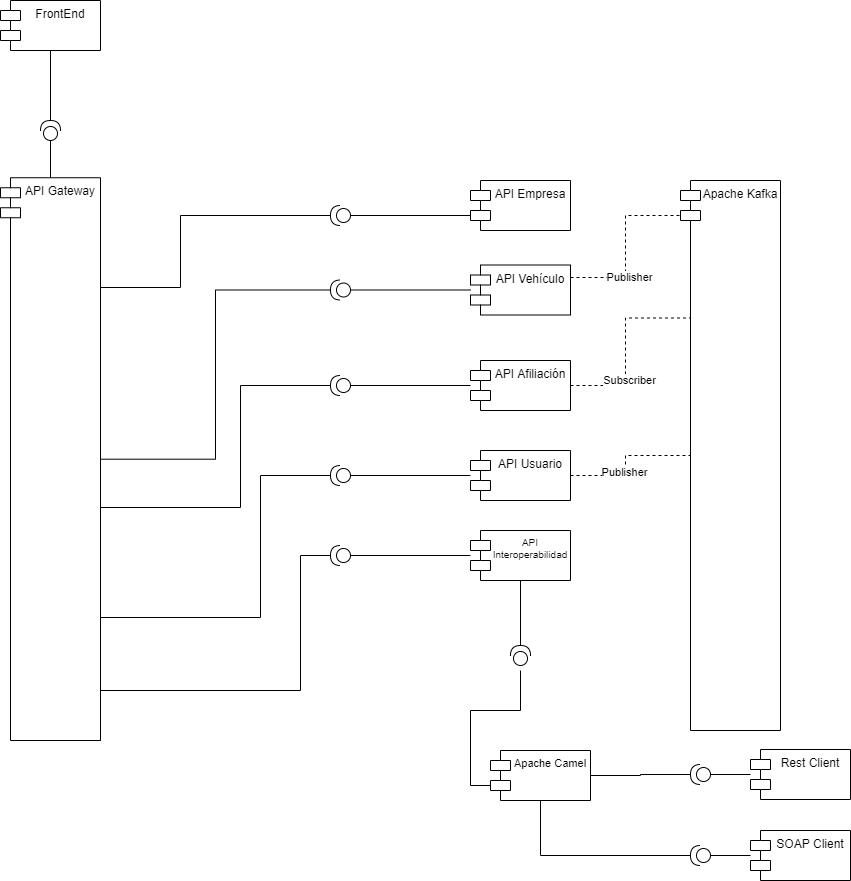 FrontEnd
API Gateway
API Empresa
Apache Kafka
API Vehículo
Publisher
API Afiliación
Subscriber
API Usuario
Publisher
API
Interoperabilidad
Apache Camel
Rest Client
SOAP Client